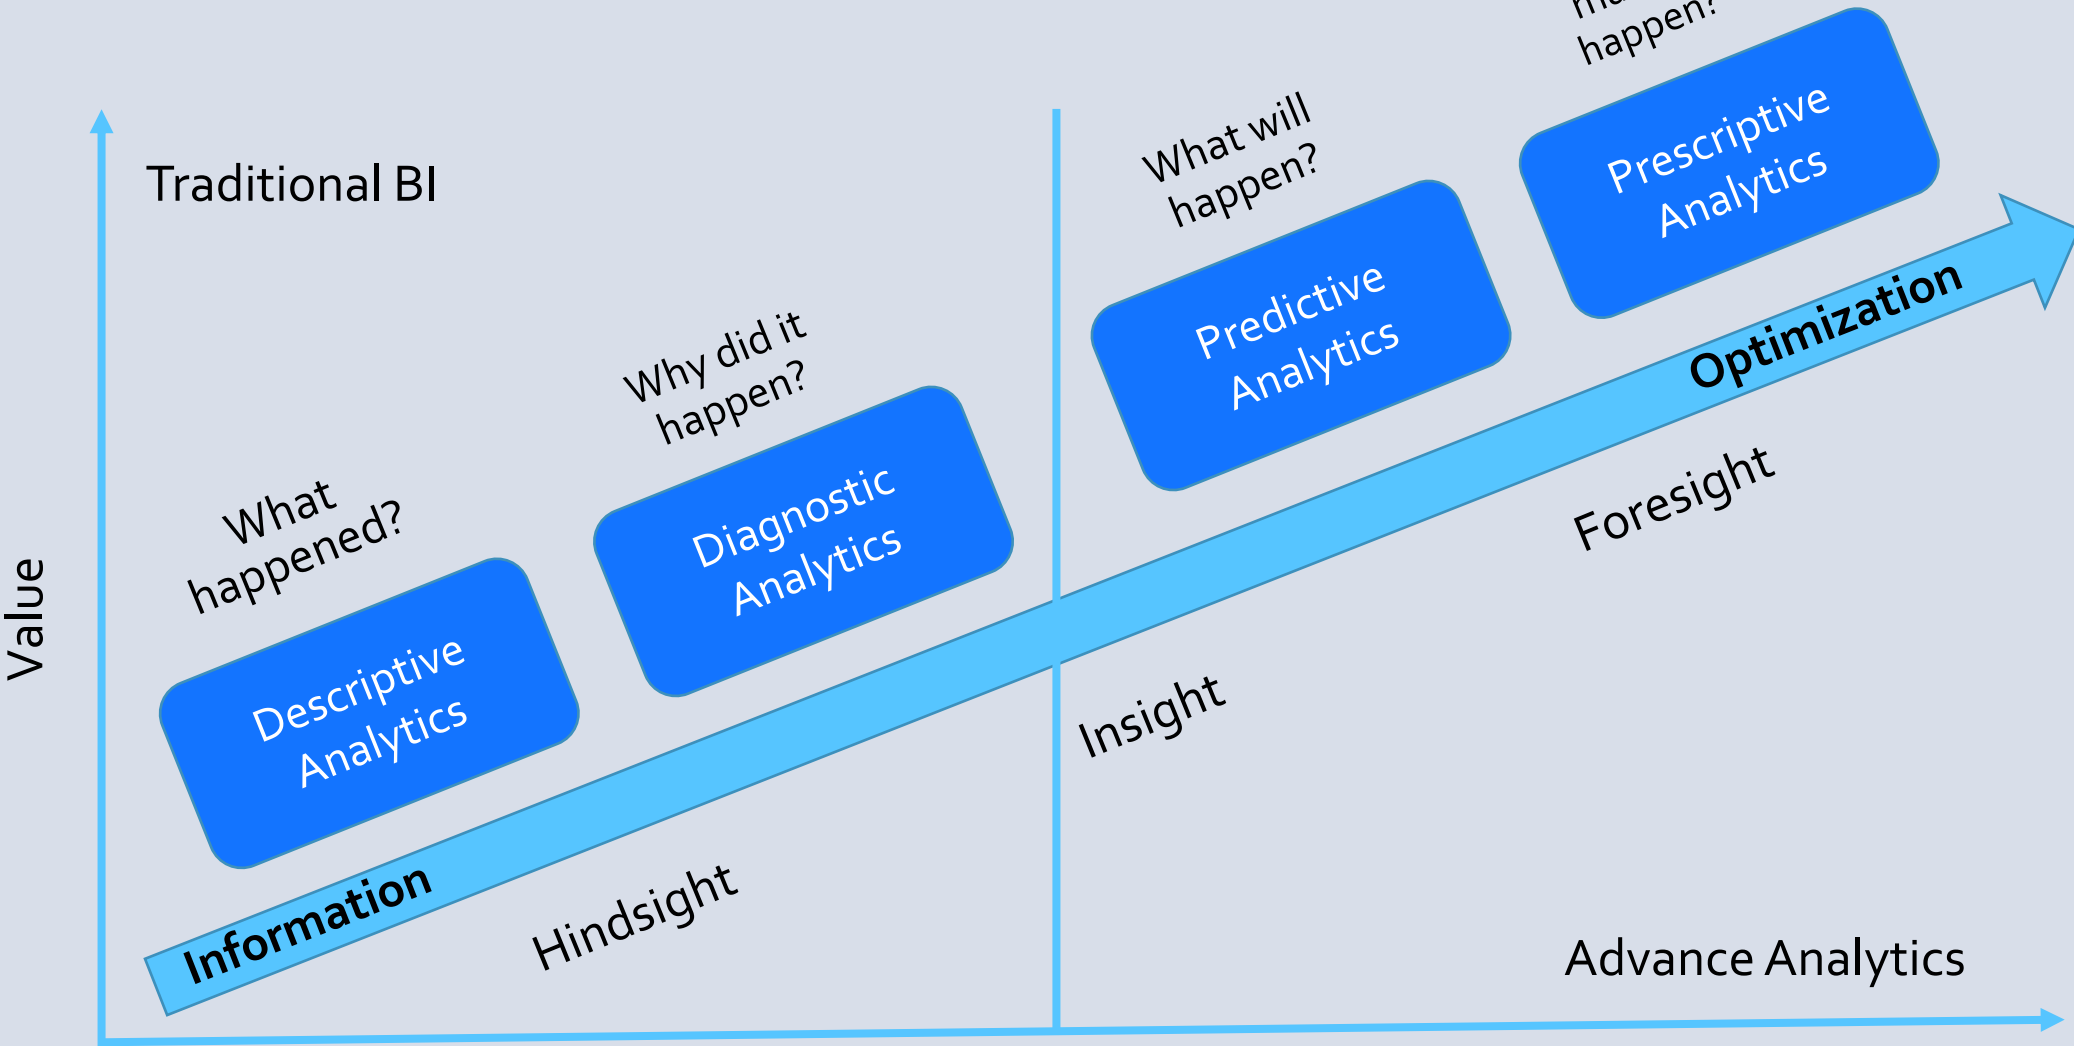 happen?
What will
happen?
Prescriptive
Analytics
Traditional BI
Predictive
Analytics
Why did it
happen?
Optimization
Diagnostic
Analytics
Foresight
What
happened?
Value
Descriptive
Analytics
Insight
Information
Hindsight
Advance Analytics